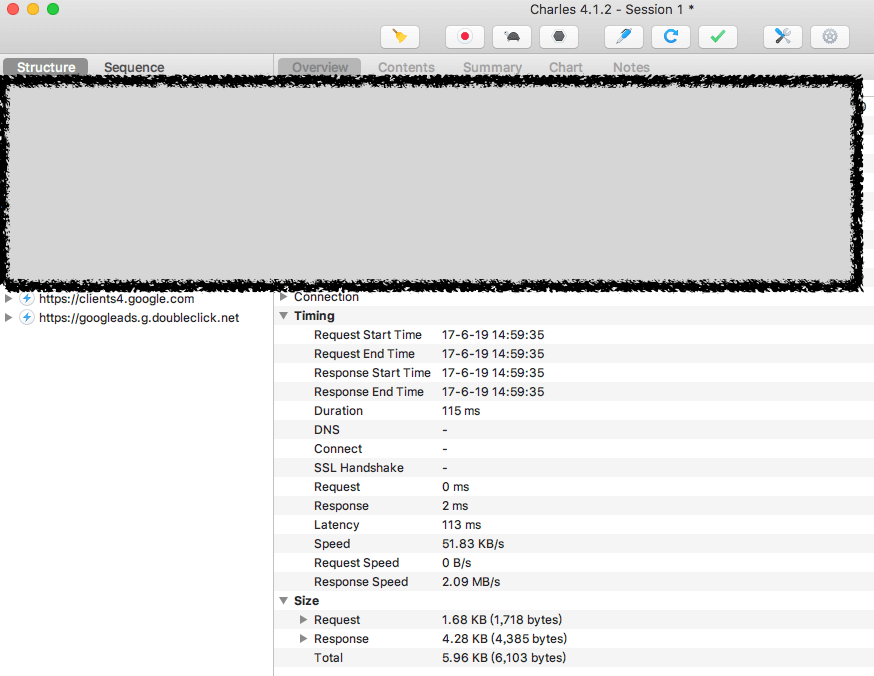 Charles 4.1.2 - Session 1 *
Structure Sequence Overview Contents Summary Chart Notes
https://clients4.google.com
https://googleads.g.doubleclick.net
Connection
Timing
Request Start Time 17-6-19 14:59:35
Request End Time 17-6-19 14:59:35
Response Start Time 17-6-19 14:59:35
Response End Time 17-6-19 14:59:35
Duration 115 ms
DNS -
Connect -
SSL Handshake -
Request 0 ms
Response 2 ms
Latency 113 ms
Speed 51.83 KB/s
Request Speed 0 B/s
Response Speed 2.09 MB/s
Size
Request 1.68 KB (1,718 bytes)
Response 4.28 KB (4,385 bytes)
Total 5.96 KB (6,103 bytes)